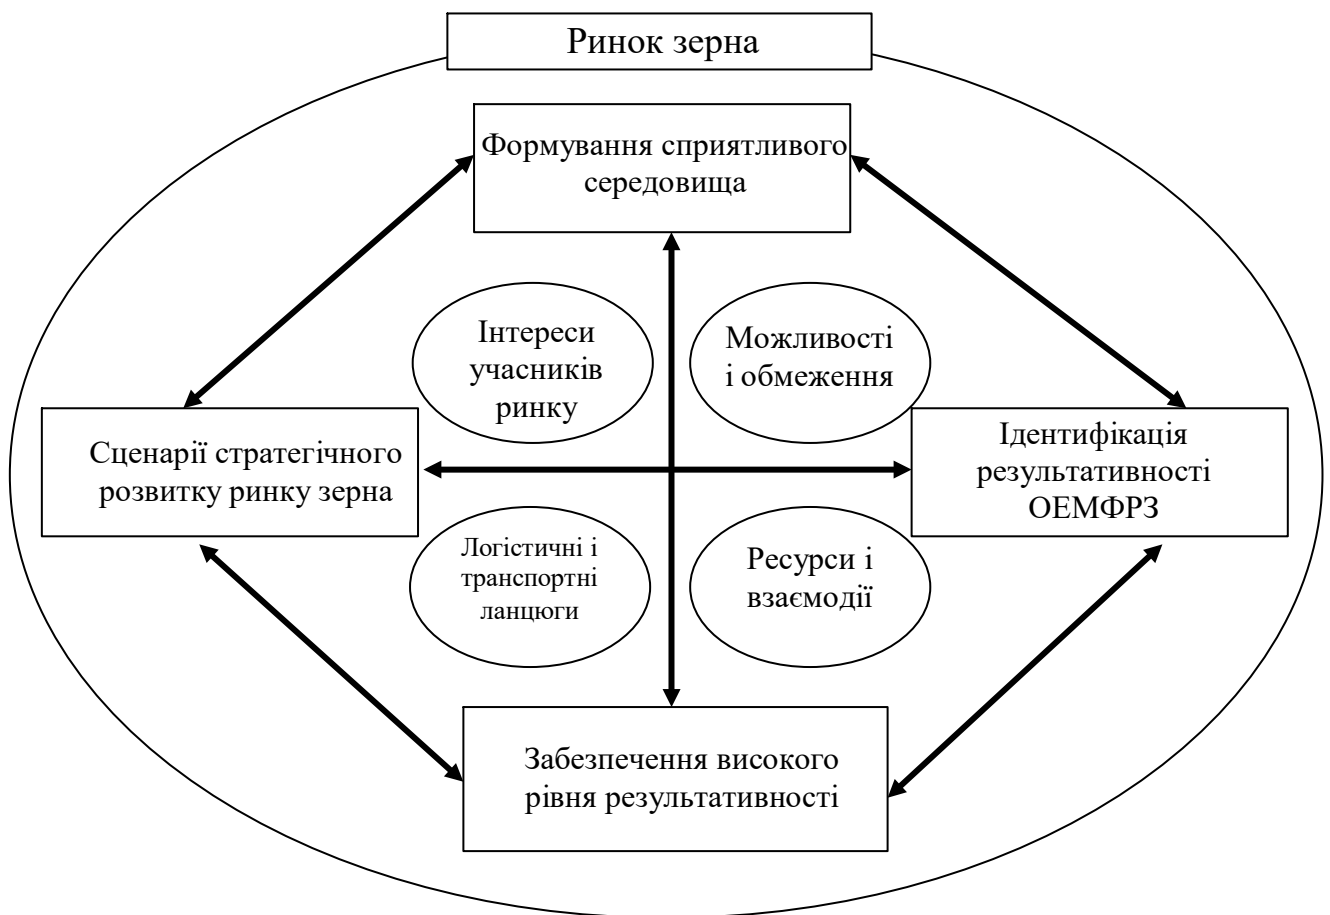 Ринок зерна
Формування сприятливого
середовища
Інтереси
учасників
ринку
Можливості
і обмеження
Сценарії стратегічного
розвитку ринку зерна
Ідентифікація
результативності
ОЕМФРЗ
Логістичні і
транспортні
ланцюги
Ресурси і
взаємодії
Забезпечення високого
рівня результативності